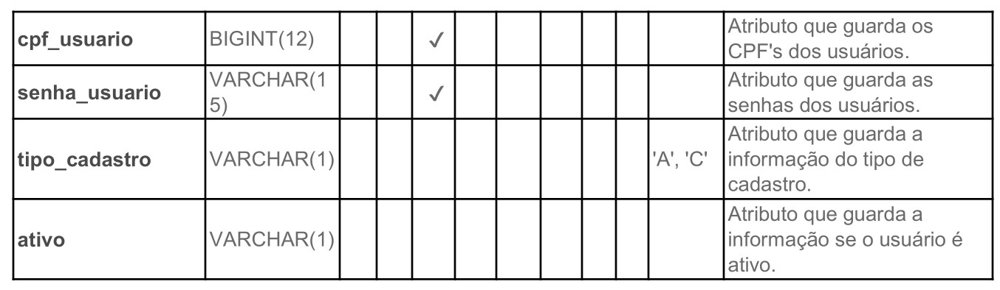 cpf_usuario BIGINT(12) ✓ Atributo que guarda os
CPF's dos usuários.
senha_usuario VARCHAR(1
5) ✓ Atributo que guarda as
senhas dos usuários.
tipo_cadastro VARCHAR(1) 'A', 'C' Atributo que guarda a
informação do tipo de
cadastro.
ativo VARCHAR(1) Atributo que guarda a
informação se o usuário é
ativo.